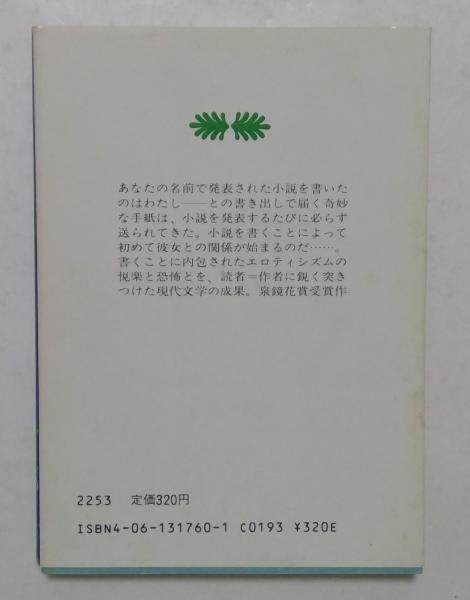 あなたの名前で発表された小説を書いた
のはわたし――との書き出しで届く奇妙
な手紙は、小説を発表するたびに必らず
送られてきた。小説を書くことによって
初めて彼女との関係が始まるのだ……。
書くことに内包されたエロティシズムの
悦楽と恐怖とを、読者＝作者に鋭く突き
つけた現代文学の成果。泉鏡花賞受賞作
2253 定価320円
ISBN4-06-131760-1 C0193 ¥320E